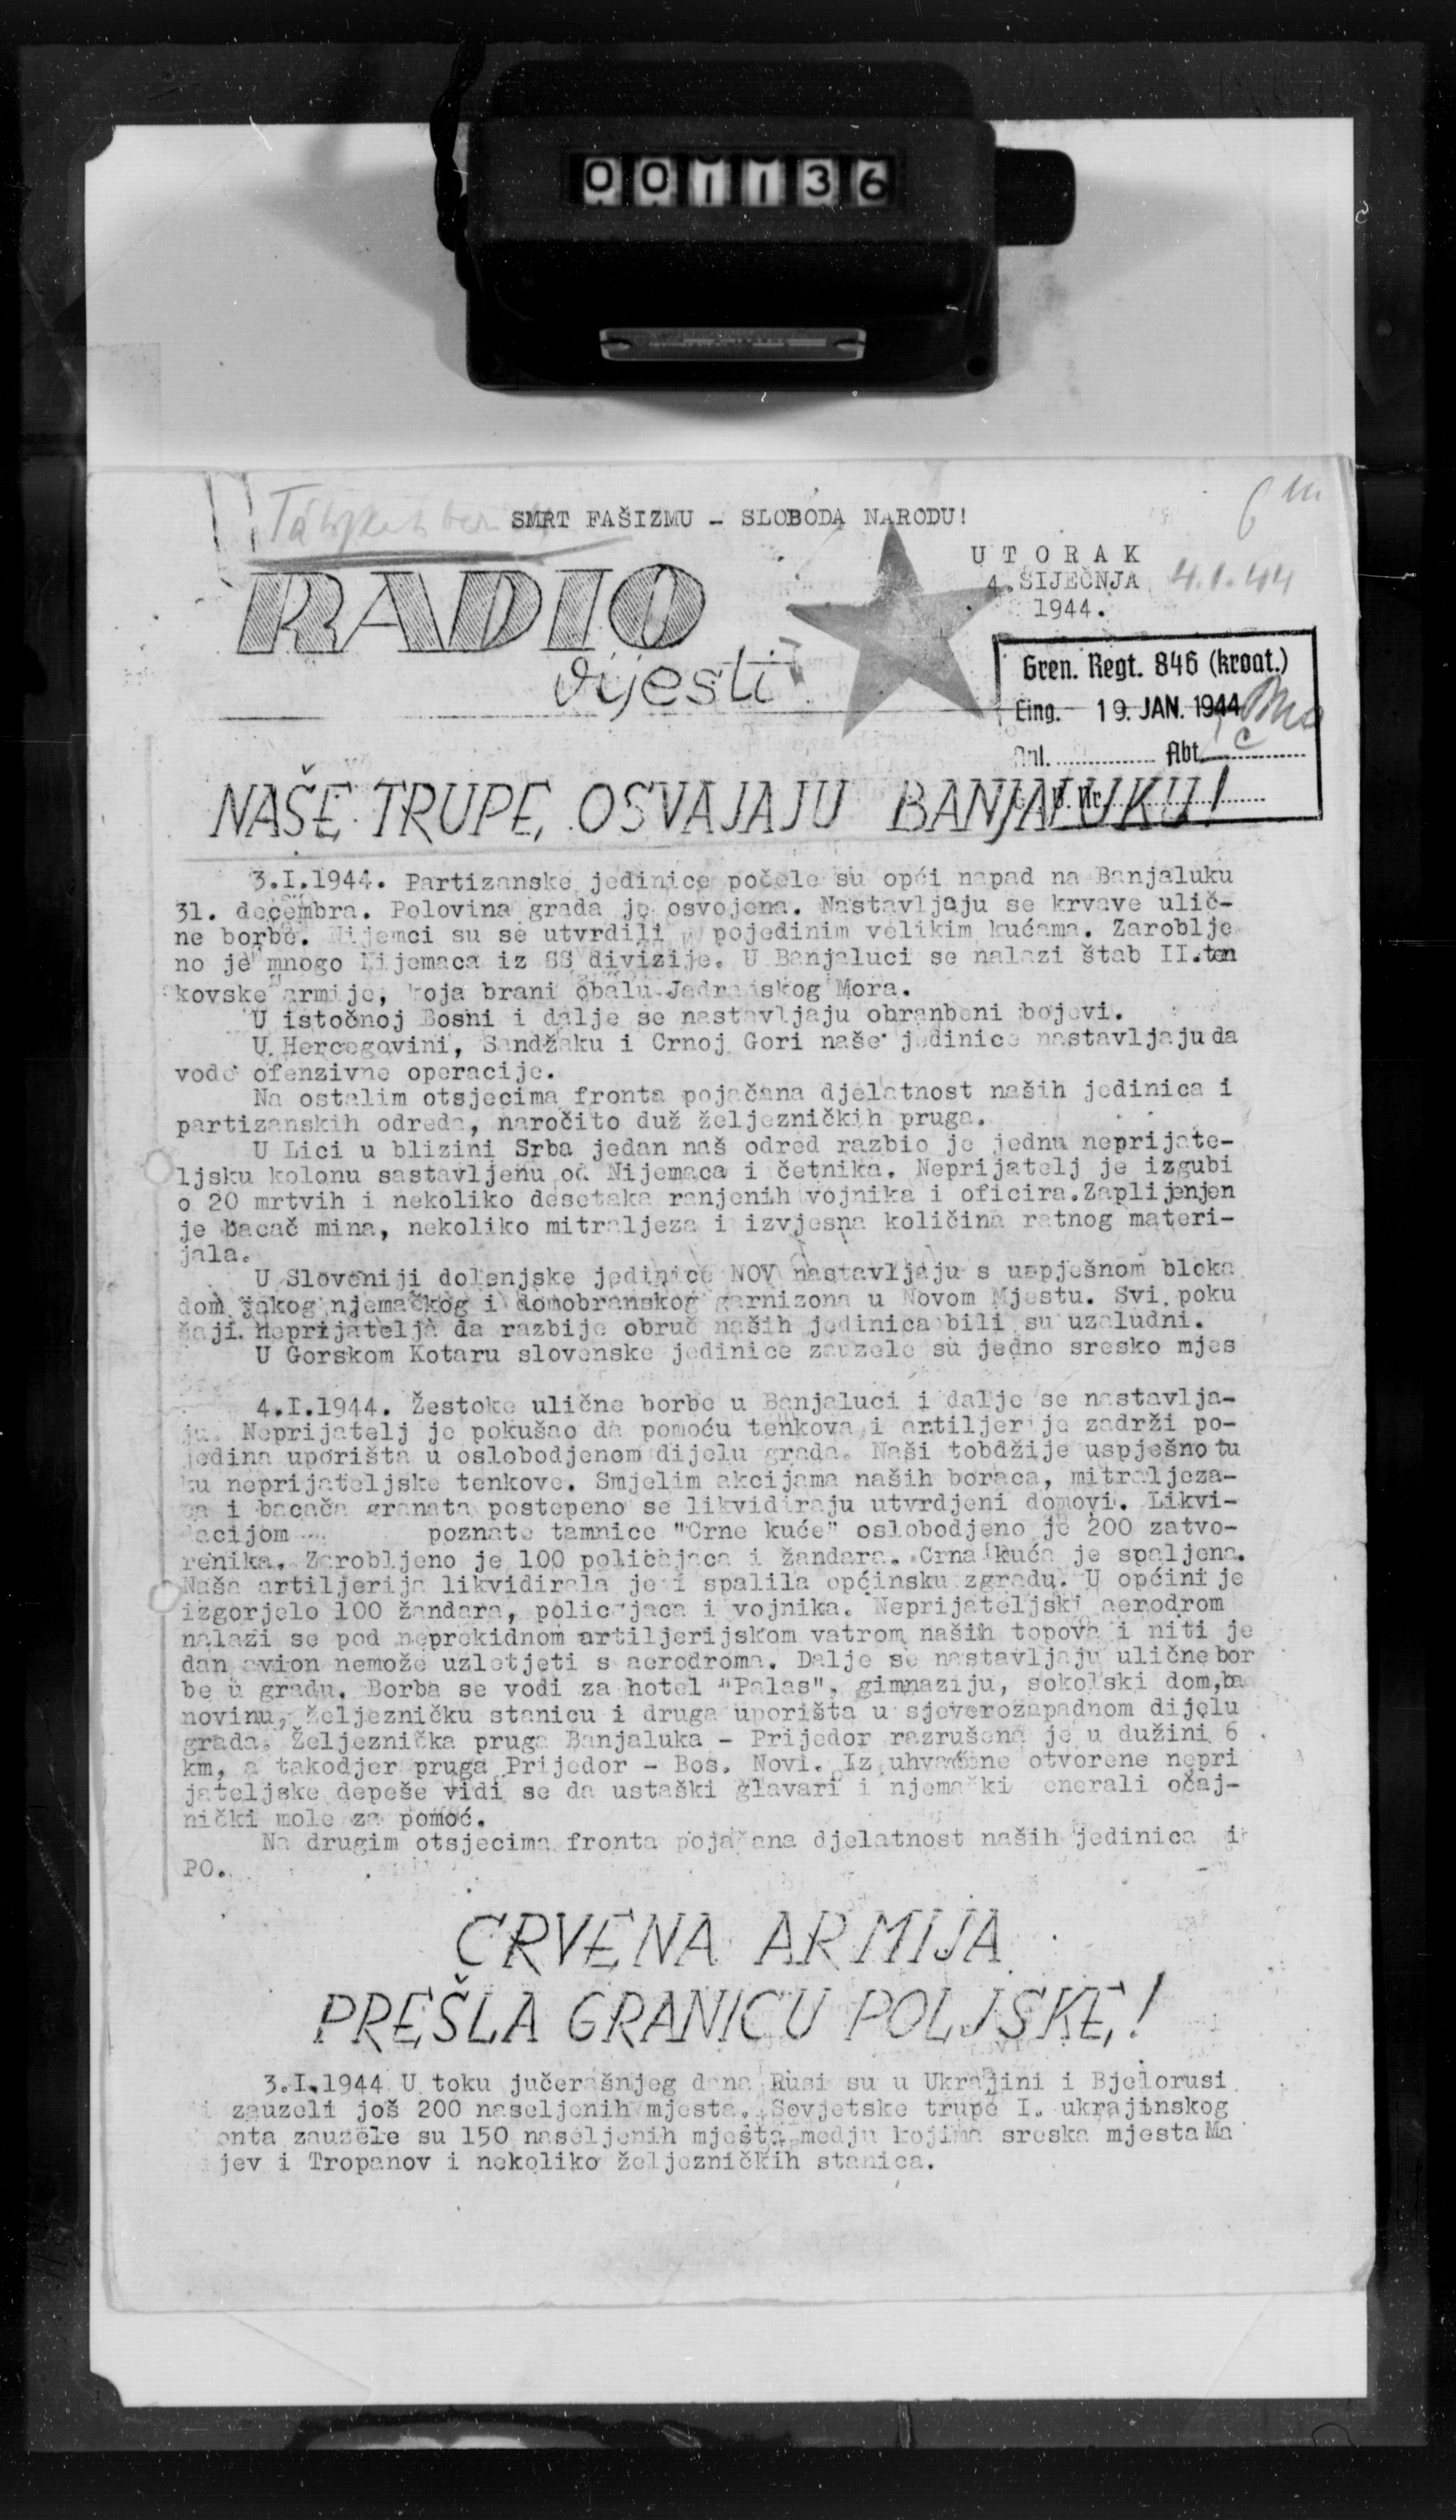 001136
SMRT FAŠIZMU - SLOBODA NARODU!
6
U T O R A K
4. SIJEČNJA 4.1.44
1944.
RADIO
vijesti
Gren. Regt. 846 (kroat.)
Eing. 19. JAN. 1944
Anl. Abt. c
Nr.
NAŠE TRUPE OSVAJAJU BANJALUKU!
3.I.1944. Partizanske jedinice počele su opći napad na Banjaluku
31. decembra. Polovina grada je osvojena. Nastavljaju se krvave ulič-
ne borbe. Nijemci su se utvrdili u pojedinim velikim kućama. Zaroblje
no je mnogo Nijemaca iz SS divizije. U Banjaluci se nalazi štab II.ten
kovske armije, koja brani obalu Jadranskog Mora.
U istočnoj Bosni i dalje se nastavljaju obranbeni bojevi.
U Hercegovini, Sandžaku i Crnoj Gori naše jedinice nastavljaju da
vode ofenzivne operacije.
Na ostalim otsjecima fronta pojačana djelatnost naših jedinica i
partizanskih odreda, naročito duž željezničkih pruga.
U Lici u blizini Srba jedan naš odred razbio je jednu neprijate-
ljsku kolonu sastavljenu od Nijemaca i četnika. Neprijatelj je izgubi
o 20 mrtvih i nekoliko desetaka ranjenih vojnika i oficira.Zaplijenjen
je bacač mina, nekoliko mitraljeza i izvjesna količina ratnog materi-
jala.
U Sloveniji dolenjske jedinice NOV nastavljaju s uspješnom bloka
dom jakog njemačkog i domobranskog garnizona u Novom Mjestu. Svi poku
šaji neprijatelja da razbije obruč naših jedinica bili su uzaludni.
U Gorskom Kotaru slovenske jedinice zauzele su jedno sresko mjes
4.I.1944. Žestoke ulične borbe u Banjaluci i dalje se nastavlja-
ju. Neprijatelj je pokušao da pomoću tenkova i artiljerije zadrži po-
jedina uporišta u oslobodjenom dijelu grada. Naši tobdžije uspješno tu
ku neprijateljske tenkove. Smjelim akcijama naših boraca, mitraljeza-
ca i bacača granata postepeno se likvidiraju utvrdjeni domovi. Likvi-
dacijom poznate tamnice "Crne kuće" oslobodjeno je 200 zatvo-
renika. Zarobljeno je 100 policajaca i žandara. Crna kuća je spaljena.
Naša artiljerija likvidirala je i spalila općinsku zgradu. U općini je
izgorjelo 100 žandara, policajaca i vojnika. Neprijateljski aerodrom
nalazi se pod neprekidnom artiljerijskom vatrom naših topova i niti je
dan avion nemože uzletjeti s aerodroma. Dalje se nastavljaju ulične bor
be u gradu. Borba se vodi za hotel "Palas", gimnaziju, sokolski dom,ba
novinu, željezničku stanicu i druga uporišta u sjeverozapadnom dijelu
grada. Željeznička pruga Banjaluka - Prijedor razrušena je u dužini 6
km, a takodjer pruga Prijedor - Bos. Novi. Iz uhvaćene otvorene nepri
jateljske depeše vidi se da ustaški glavari i njemački generali očaj-
nički mole za pomoć.
Na drugim otsjecima fronta pojačana djelatnost naših jedinica i
PO.
CRVENA ARMIJA
PREŠLA GRANICU POLJSKE!
3.I.1944 U toku jučerašnjeg dana Rusi su u Ukrajini i Bjelorusi
i zauzeli još 200 naseljenih mjesta. Sovjetske trupe I. ukrajinskog
onta zauzele su 150 naseljenih mjesta medju kojima sreska mjesta Ma
jev i Tropanov i nekoliko željezničkih stanica.